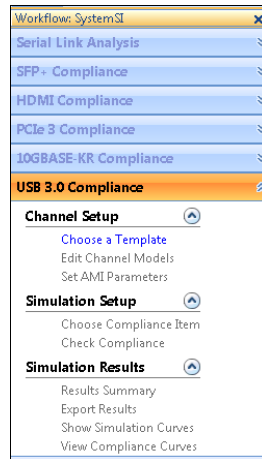 Workflow: SystemSI
Serial Link Analysis
SFP+ Compliance
HDMI Compliance
PCIe 3 Compliance
10GBASE-KR Compliance
USB 3.0 Compliance
Channel Setup
Choose a Template
Edit Channel Models
Set AMI Parameters
Simulation Setup
Choose Compliance Item
Check Compliance
Simulation Results
Results Summary
Export Results
Show Simulation Curves
View Compliance Curves